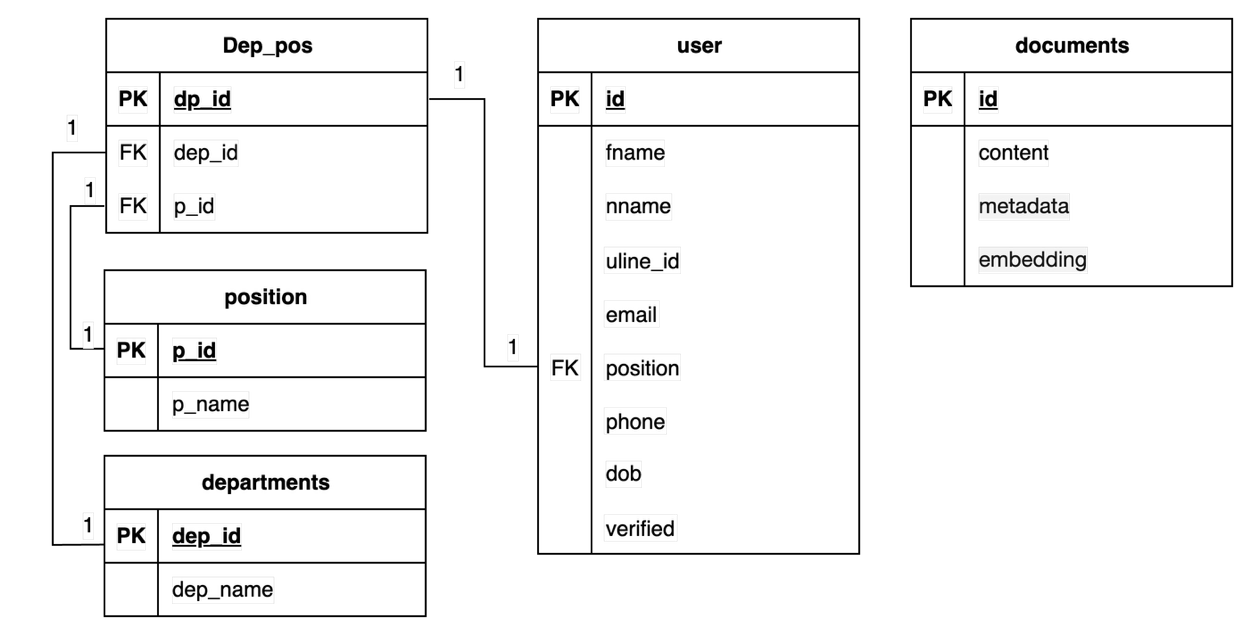 Dep_pos
PK dp_id
FK dep_id
FK p_id
1
1
1
1
1
1
position
PK p_id
p_name
departments
PK dep_id
dep_name
user
PK id
fname
nname
uline_id
email
FK position
phone
dob
verified
documents
PK id
content
metadata
embedding